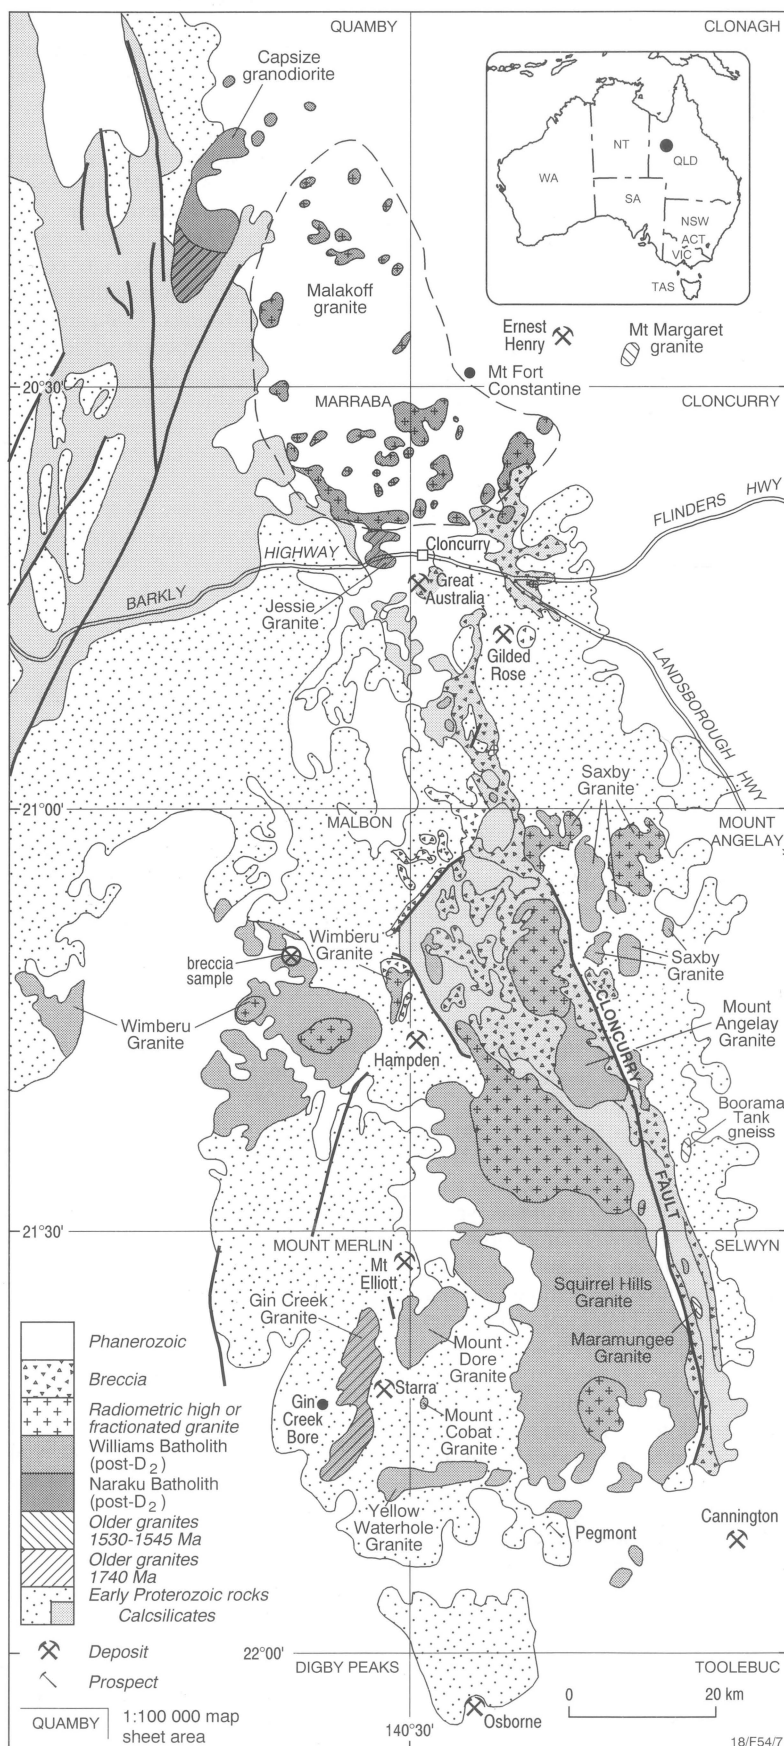 QUAMBY
CLONAGH
Capsize
granodiorite
NT
QLD
WA
SA
NSW
ACT
VIC
TAS
Malakoff
granite
Ernest
Henry
Mt Margaret
granite
Mt Fort
Constantine
20°30'
MARRABA
CLONCURRY
FLINDERS HWY
Cloncurry
HIGHWAY
BARKLY
Great
Australia
Jessie
Granite
Gilded
Rose
LANDSBOROUGH HWY
Saxby
Granite
21°00'
MALBON
MOUNT
ANGELAY
Wimberu
Granite
breccia
sample
Saxby
Granite
Wimberu
Granite
CLONCURRY
Mount
Angelay
Granite
Hampden
Boorama
Tank
gneiss
FAULT
21°30'
MOUNT MERLIN
SELWYN
Mt
Elliott
Squirrel Hills
Granite
Gin Creek
Granite
Maramungee
Granite
Mount
Dore
Granite
Starra
Gin
Creek
Bore
Mount
Cobat
Granite
Yellow
Waterhole
Granite
Pegmont
Cannington
Phanerozoic
Breccia
Radiometric high or
fractionated granite
Williams Batholith
(post-D2)
Naraku Batholith
(post-D2)
Older granites
1530-1545 Ma
Older granites
1740 Ma
Early Proterozoic rocks
Calcsilicates
Deposit
Prospect
22°00'
DIGBY PEAKS
TOOLEBUC
0
20 km
QUAMBY
1:100 000 map
sheet area
140°30'
Osborne
18/F54/7